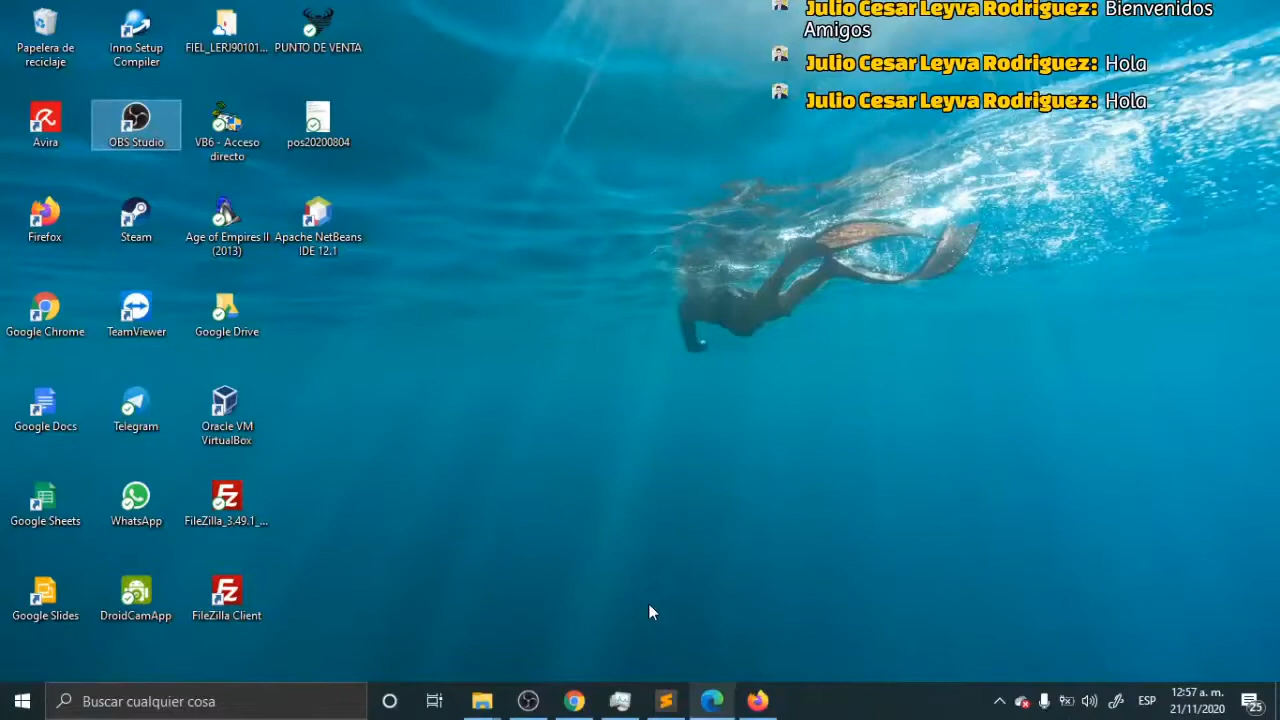 Julio Cesar Leyva Rodriguez: Bienvenidos
Amigos
Julio Cesar Leyva Rodriguez: Hola
Julio Cesar Leyva Rodriguez: Hola
Papelera de
reciclaje
Inno Setup
Compiler
FIEL_LERJ90101...
PUNTO DE VENTA
Avira
OBS Studio
VB6 - Acceso
directo
pos20200804
Firefox
Steam
Age of Empires II
(2013)
Apache NetBeans
IDE 12.1
Google Chrome
TeamViewer
Google Drive
Google Docs
Telegram
Oracle VM
VirtualBox
Google Sheets
WhatsApp
FileZilla_3.49.1_...
Google Slides
DroidCamApp
FileZilla Client
Buscar cualquier cosa
ESP
12:57 a. m.
21/11/2020
25